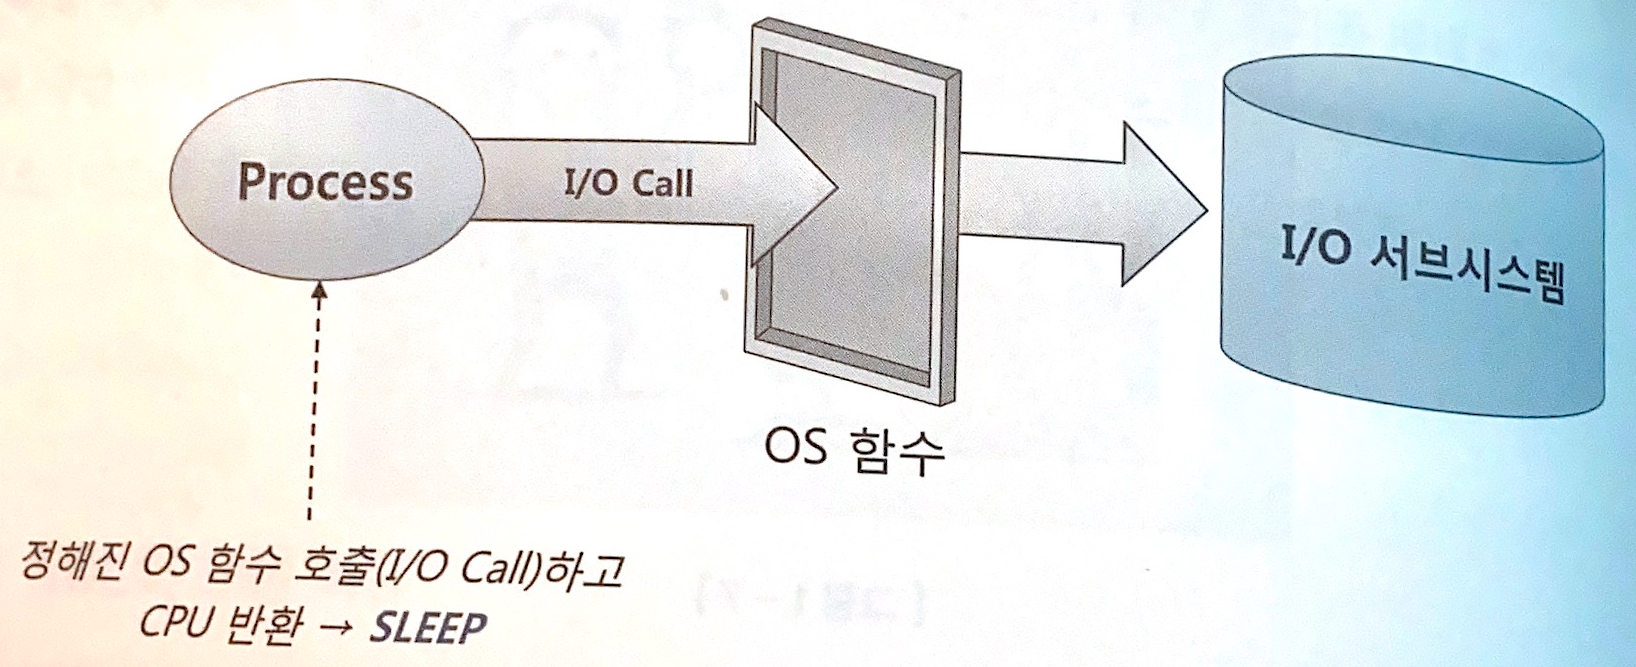 Process
I/O Call
I/O 서브시스템
OS 함수
정해진 OS 함수 호출(I/O Call)하고
CPU 반환 → SLEEP